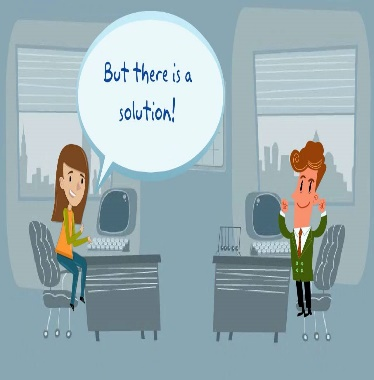 But there is a
solution!